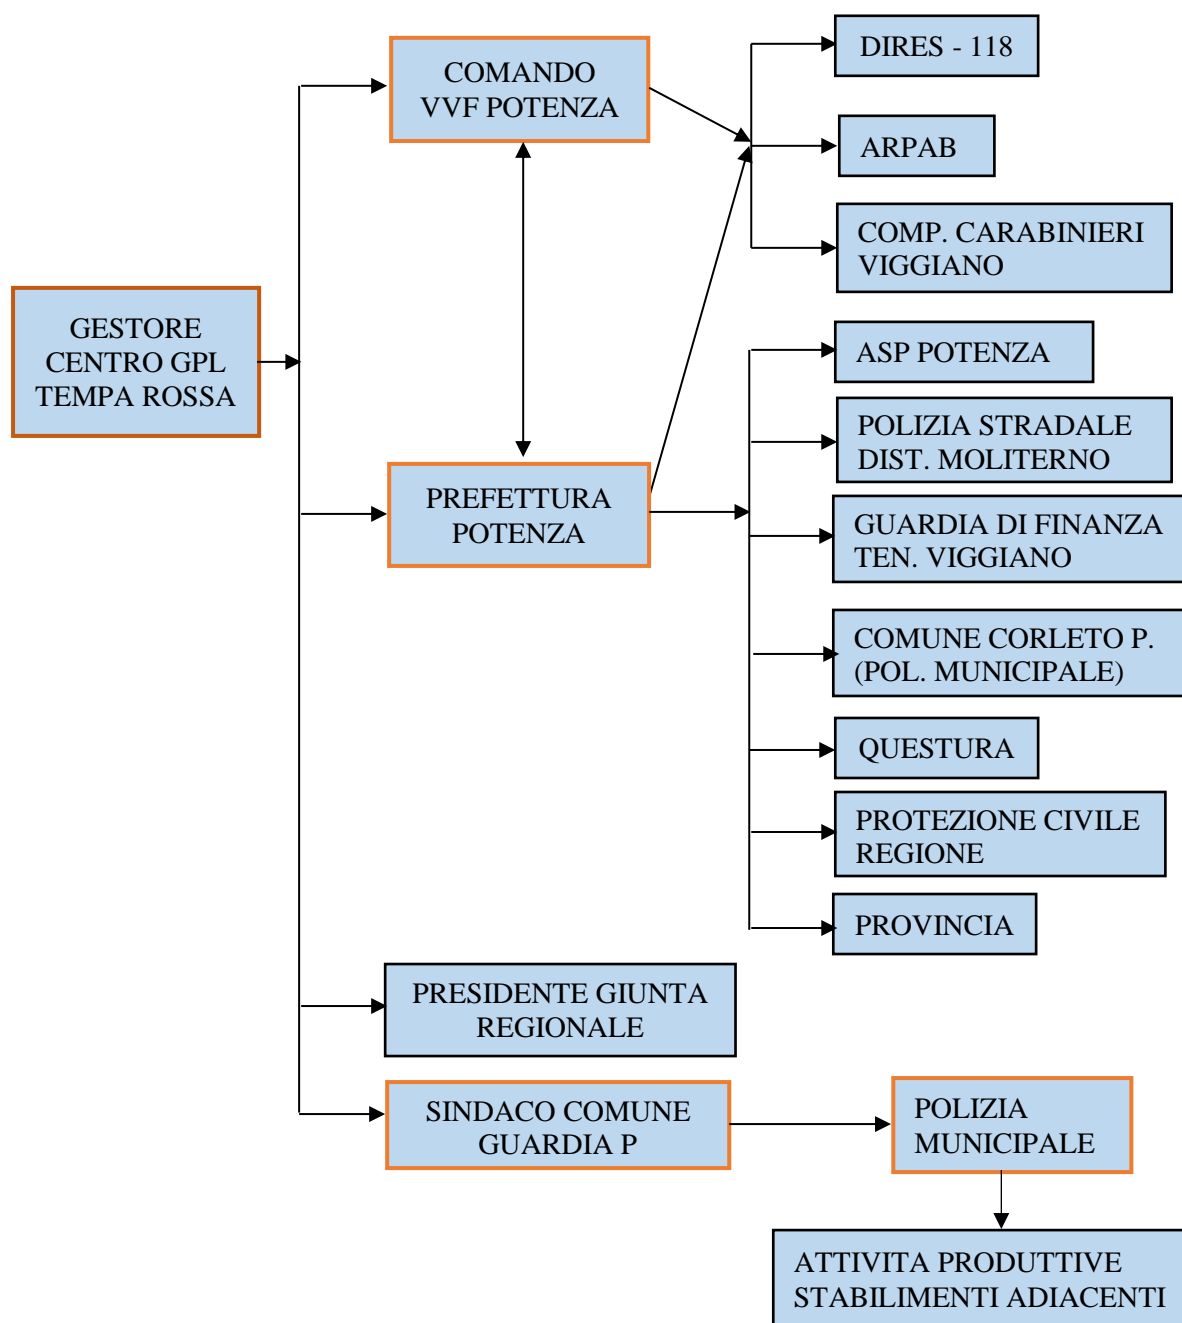 DIRES - 118
COMANDO
VVF POTENZA
ARPAB
COMP. CARABINIERI
VIGGIANO
GESTORE
CENTRO GPL
TEMPA ROSSA
ASP POTENZA
POLIZIA STRADALE
DIST. MOLITERNO
PREFETTURA
POTENZA
GUARDIA DI FINANZA
TEN. VIGGIANO
COMUNE CORLETO P.
(POL. MUNICIPALE)
QUESTURA
PROTEZIONE CIVILE
REGIONE
PROVINCIA
PRESIDENTE GIUNTA
REGIONALE
SINDACO COMUNE
GUARDIA P
POLIZIA
MUNICIPALE
ATTIVITA PRODUTTIVE
STABILIMENTI ADIACENTI